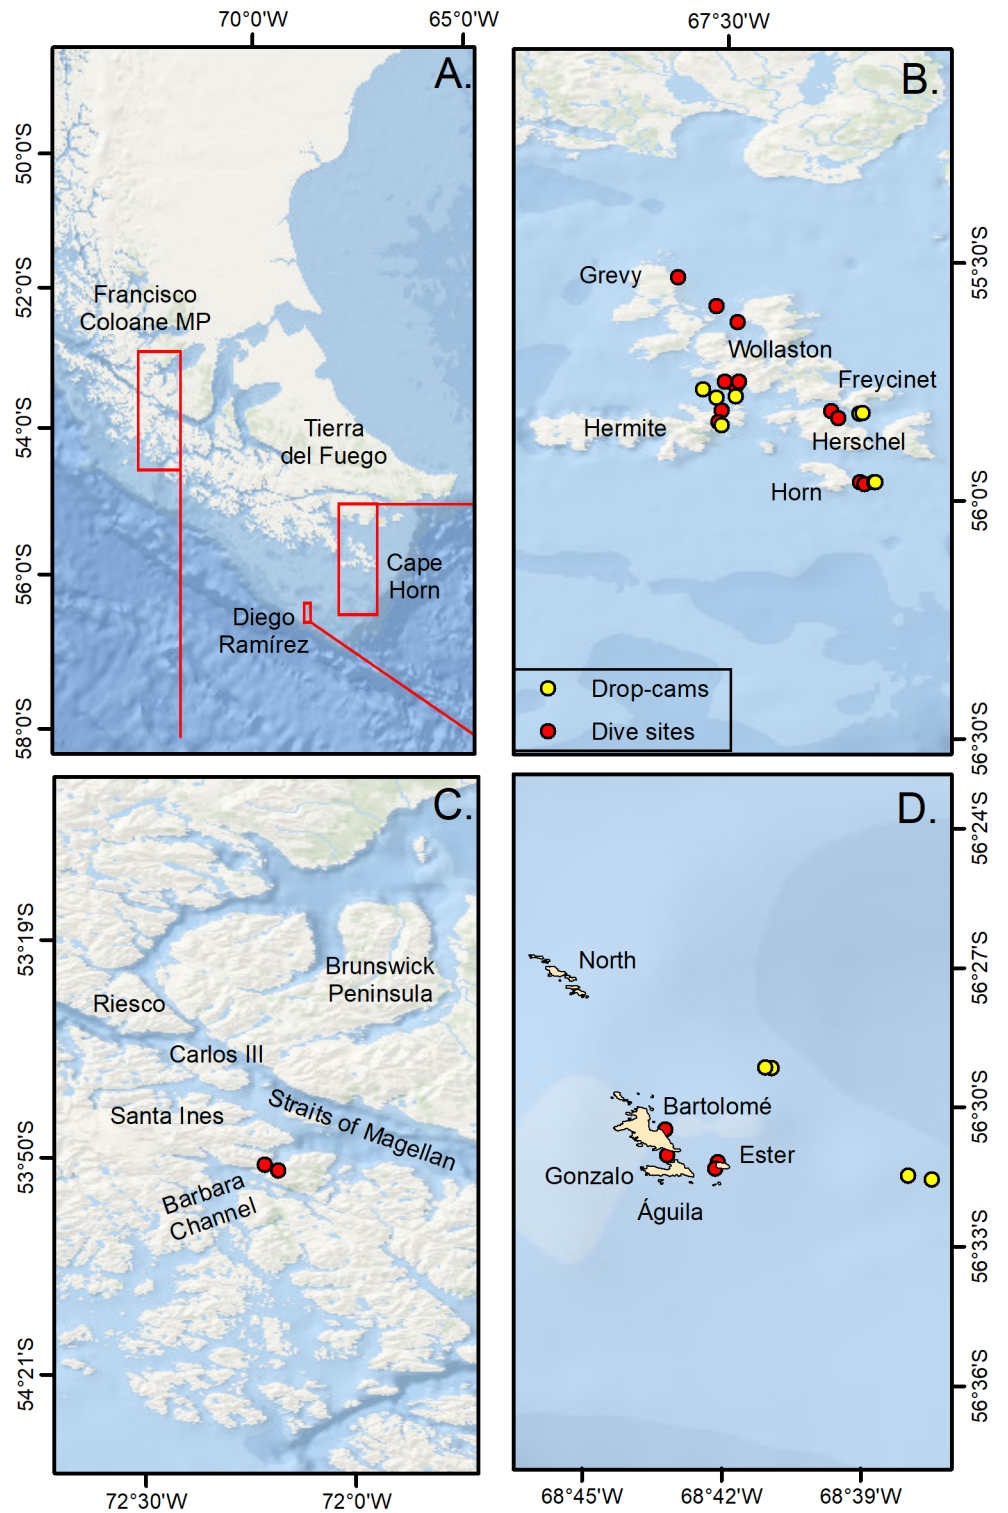 70°0'W
65°0'W
67°30'W
50°0'S
52°0'S
54°0'S
56°0'S
58°0'S
A.
Francisco
Coloane MP
Tierra
del Fuego
Cape
Horn
Diego
Ramírez
B.
55°30'S
56°0'S
56°30'S
Grevy
Wollaston
Freycinet
Hermite
Herschel
Horn
Drop-cams
Dive sites
C.
53°19'S
53°50'S
54°21'S
Brunswick
Peninsula
Riesco
Carlos III
Santa Ines
Straits of Magellan
Barbara
Channel
72°30'W
72°0'W
D.
56°24'S
56°27'S
56°30'S
56°33'S
56°36'S
North
Bartolomé
Ester
Gonzalo
Águila
68°45'W
68°42'W
68°39'W